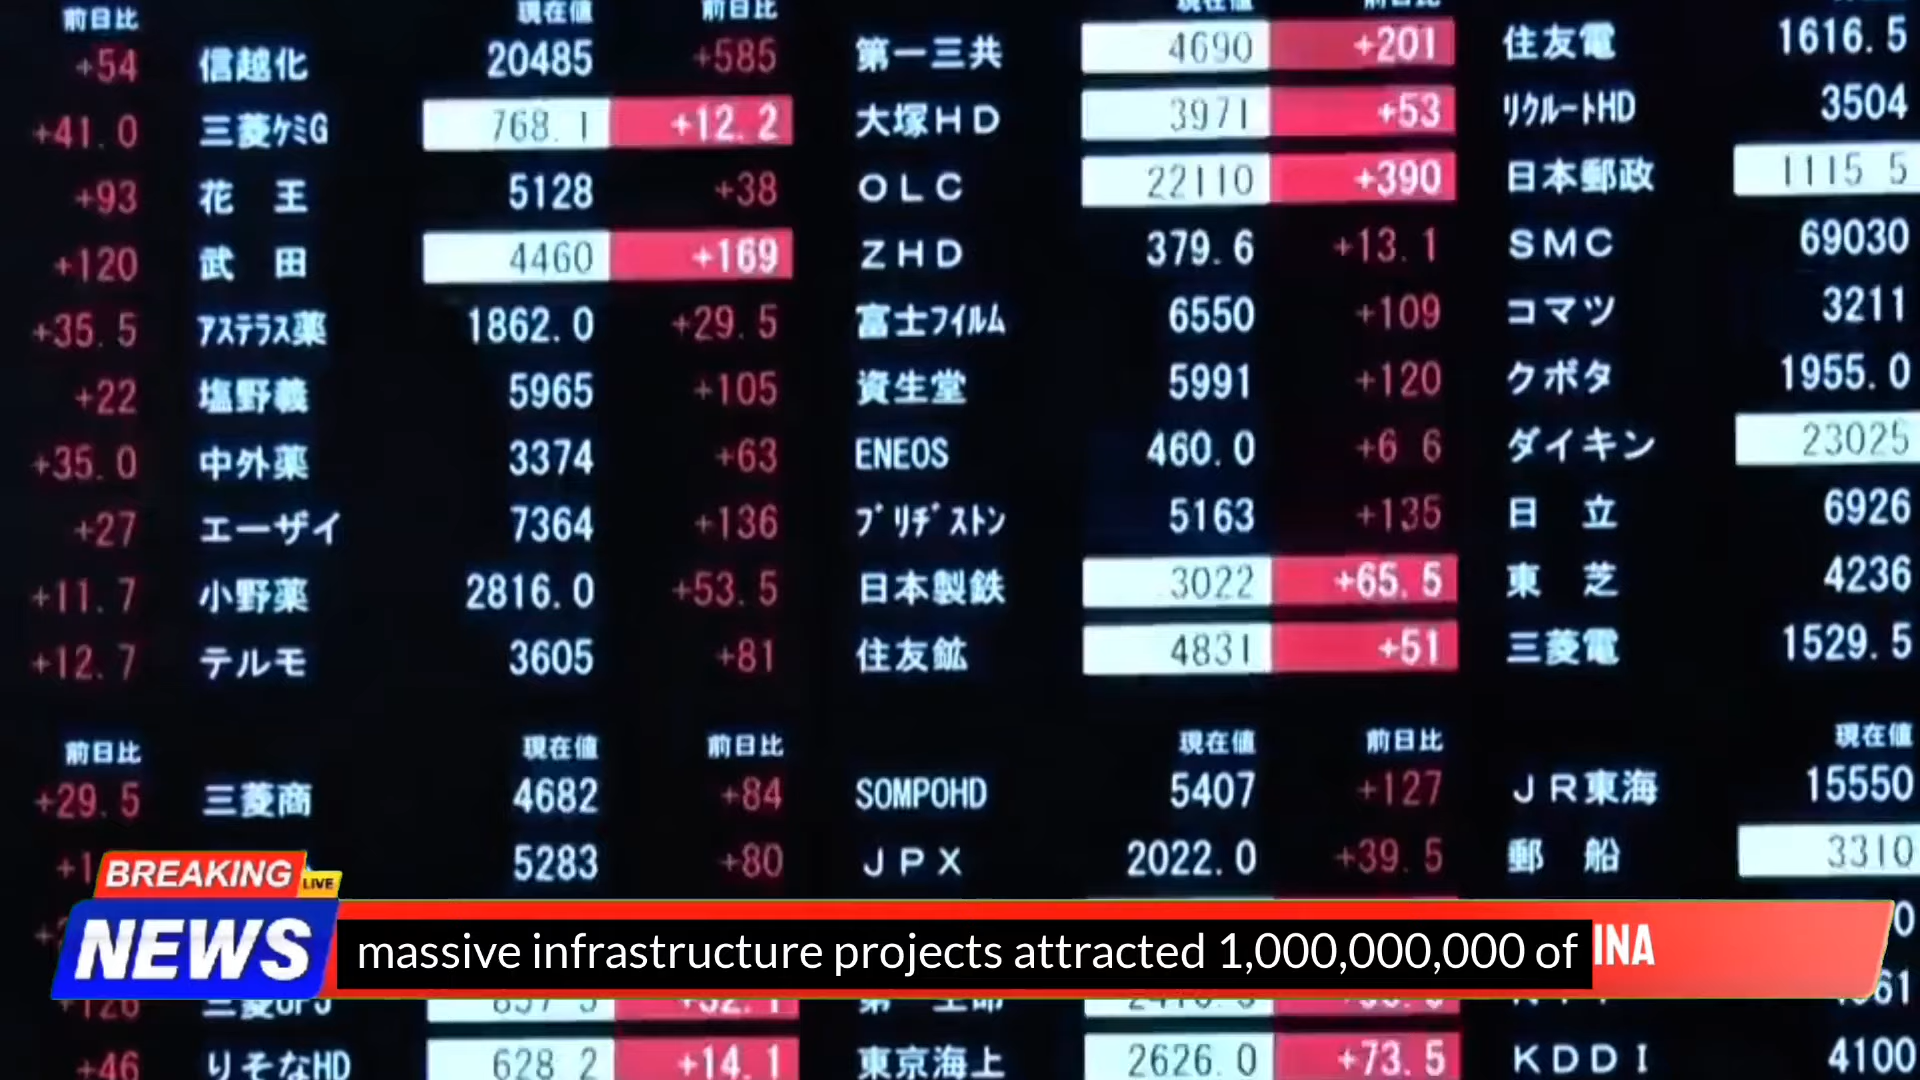 前日比 現在値 前日比 現在値 前日比
+54 信越化 20485 +585 第一三共 4690 +201 住友電 1616.5
+41.0 三菱ケミG 768.1 +12.2 大塚HD 3971 +53 リクルートHD 3504
+93 花 王 5128 +38 OLC 22110 +390 日本郵政 1115 5
+120 武 田 4460 +169 ZHD 379.6 +13.1 SMC 69030
+35.5 アステラス薬 1862.0 +29.5 富士フイルム 6550 +109 コマツ 3211
+22 塩野義 5965 +105 資生堂 5991 +120 クボタ 1955.0
+35.0 中外薬 3374 +63 ENEOS 460.0 +6 6 ダイキン 23025
+27 エーザイ 7364 +136 ブリヂストン 5163 +135 日 立 6926
+11.7 小野薬 2816.0 +53.5 日本製鉄 3022 +65.5 東 芝 4236
+12.7 テルモ 3605 +81 住友鉱 4831 +51 三菱電 1529.5
前日比 現在値 前日比 現在値 前日比 現在値
+29.5 三菱商 4682 +84 SOMPOHD 5407 +127 JR東海 15550
5283 +80 JPX 2022.0 +39.5 郵 船 3310
BREAKING LIVE
NEWS
massive infrastructure projects attracted 1,000,000,000 of
INA
+126 三菱UFJ
+46 りそなHD 628.2 +14.1 東京海上 2626.0 +73.5 KDDI 4100